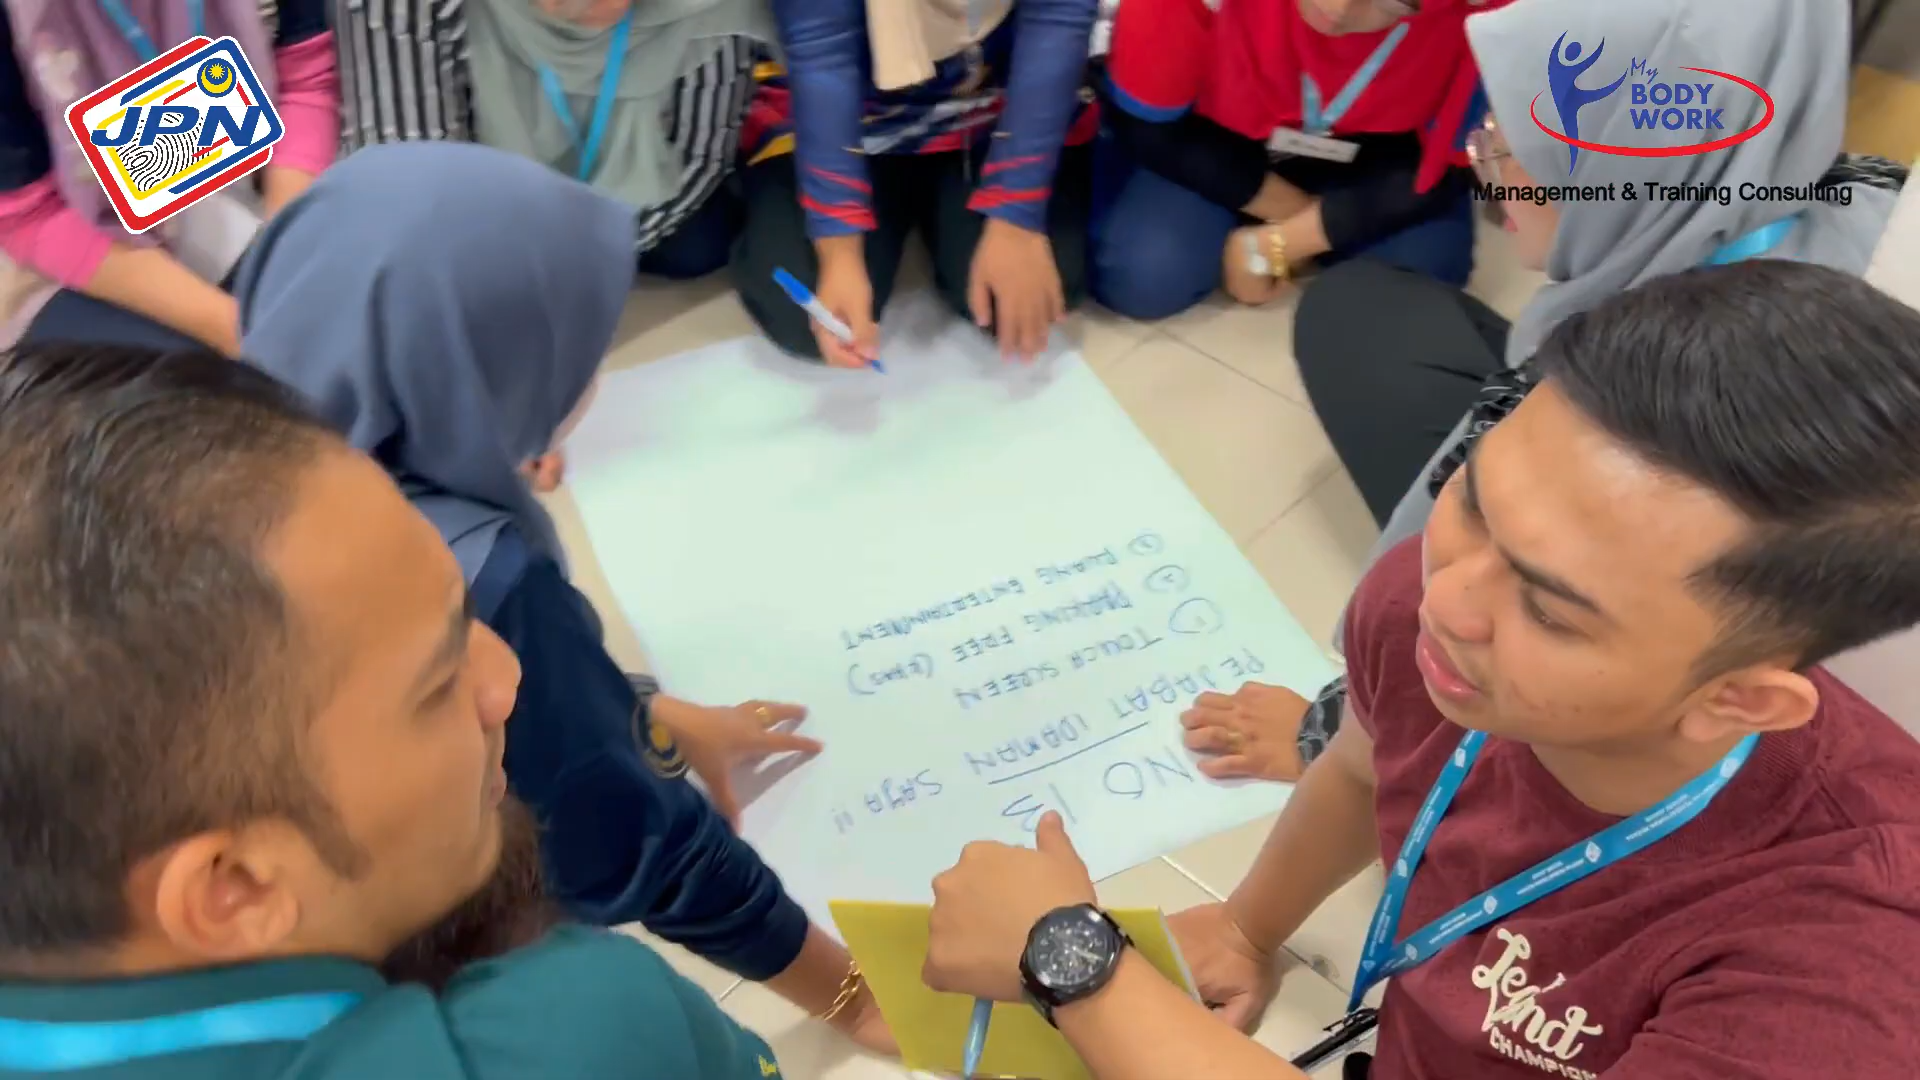 JPN
My
BODY
WORK
Management & Training Consulting
NO 13
PEJABAT IDAMAN SAYA !!
1 TOUCH SCREEN
2 PARKING FREE
3 RUANG ENTERTAINMENT
Legend
CHAMPION